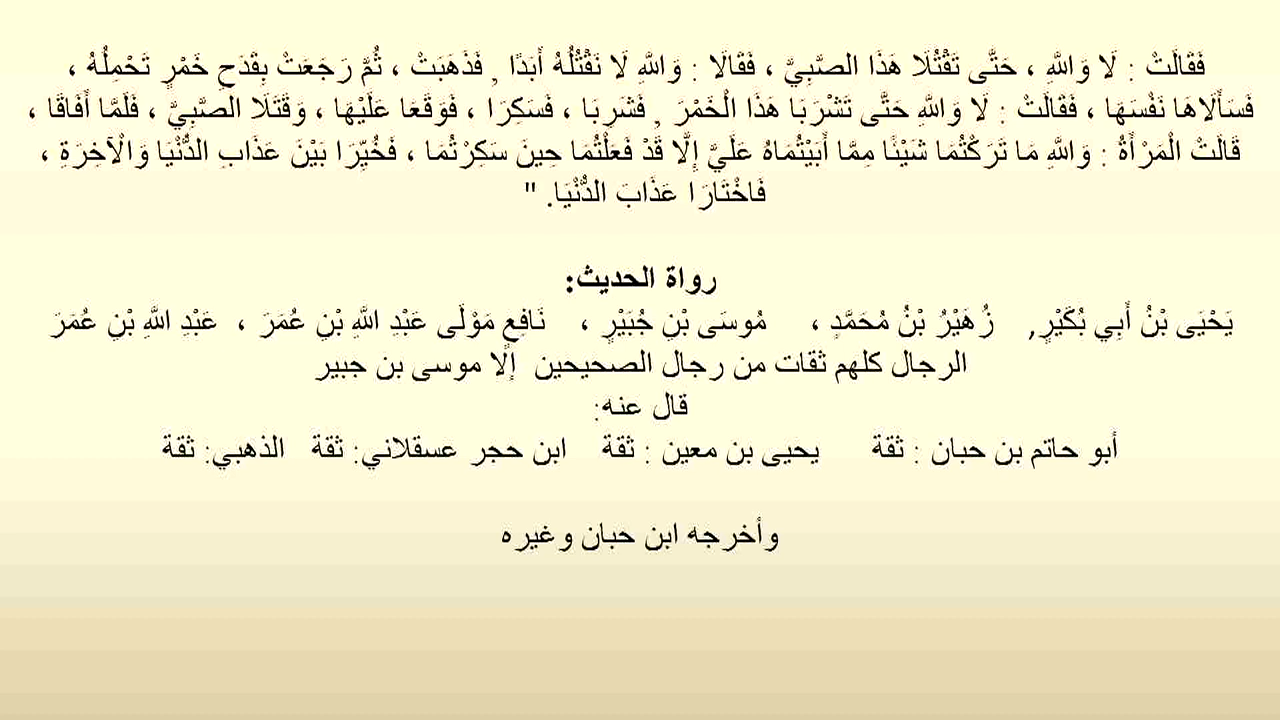 فَقَالَتْ : لَا وَاللَّهِ ، حَتَّى تَقْتُلَا هَذَا الصَّبِيَّ ، فَقَالَا : وَاللَّهِ لَا نَقْتُلُهُ أَبَدًا , فَذَهَبَتْ ، ثُمَّ رَجَعَتْ بِقَدَحِ خَمْرٍ تَحْمِلُهُ ،
فَسَأَلَاهَا نَفْسَهَا ، فَقَالَتْ : لَا وَاللَّهِ حَتَّى تَشْرَبَا هَذَا الْخَمْرَ , فَشَرِبَا ، فَسَكِرَا ، فَوَقَعَا عَلَيْهَا ، وَقَتَلَا الصَّبِيَّ ، فَلَمَّا أَفَاقَا ،
قَالَتْ الْمَرْأَةُ : وَاللَّهِ مَا تَرَكْتُمَا شَيْئًا مِمَّا أَبَيْتُمَاهُ عَلَيَّ إِلَّا قَدْ فَعَلْتُمَا حِينَ سَكِرْتُمَا ، فَخُيِّرَا بَيْنَ عَذَابِ الدُّنْيَا وَالْآخِرَةِ ،
فَاخْتَارَا عَذَابَ الدُّنْيَا. "
رواة الحديث:
يَحْيَى بْنُ أَبِي بُكَيْرٍ, زُهَيْرُ بْنُ مُحَمَّدٍ ، مُوسَى بْنِ جُبَيْرٍ ، نَافِعٍ مَوْلَى عَبْدِ اللَّهِ بْنِ عُمَرَ ، عَبْدِ اللَّهِ بْنِ عُمَرَ
الرجال كلهم ثقات من رجال الصحيحين إلا موسى بن جبير
قال عنه:
أبو حاتم بن حبان : ثقة يحيى بن معين : ثقة ابن حجر عسقلاني: ثقة الذهبي: ثقة
وأخرجه ابن حبان وغيره